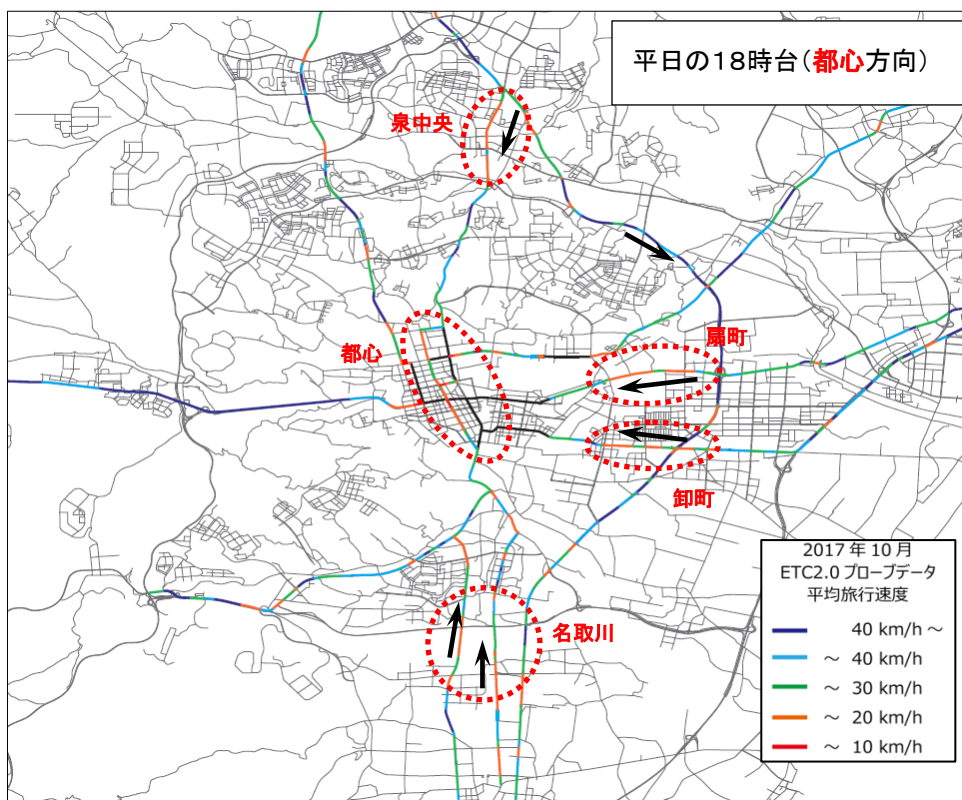 平日の18時台(都心方向)
泉中央
都心
扇町
卸町
名取川
2017年10月
ETC2.0プローブデータ
平均旅行速度
40 km/h ~
~ 40 km/h
~ 30 km/h
~ 20 km/h
~ 10 km/h